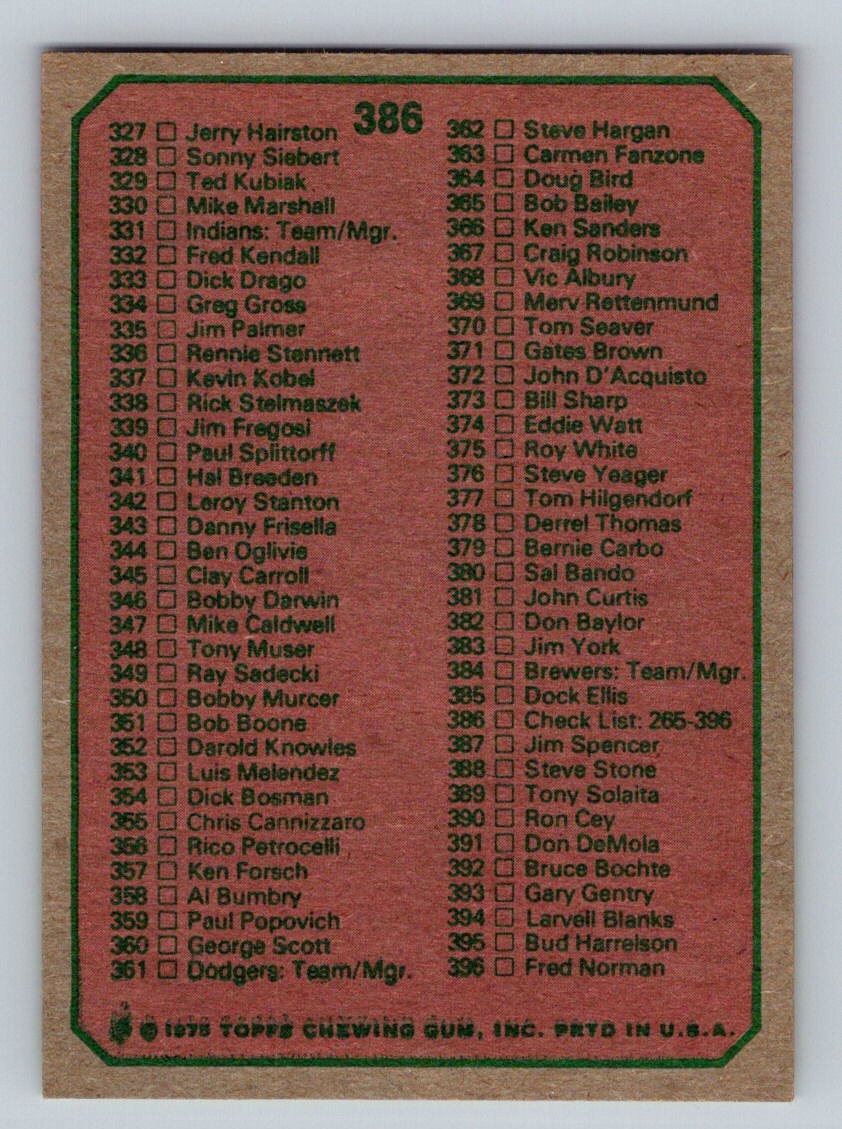 386
327 Jerry Hairston
328 Sonny Siebert
329 Ted Kubiak
330 Mike Marshall
331 Indians: Team/Mgr.
332 Fred Kendall
333 Dick Drago
334 Greg Gross
335 Jim Palmer
336 Rennie Stennett
337 Kevin Kobel
338 Rick Stelmaszek
339 Jim Fregosi
340 Paul Splittorff
341 Hal Breeden
342 Leroy Stanton
343 Danny Frisella
344 Ben Oglivie
345 Clay Carroll
346 Bobby Darwin
347 Mike Caldwell
348 Tony Muser
349 Ray Sadecki
350 Bobby Murcer
351 Bob Boone
352 Darold Knowles
353 Luis Melendez
354 Dick Bosman
355 Chris Cannizzaro
356 Rico Petrocelli
357 Ken Forsch
358 Al Bumbry
359 Paul Popovich
360 George Scott
361 Dodgers: Team/Mgr.
362 Steve Hargan
363 Carmen Fanzone
364 Doug Bird
365 Bob Bailey
366 Ken Sanders
367 Craig Robinson
368 Vic Albury
369 Merv Rettenmund
370 Tom Seaver
371 Gates Brown
372 John D'Acquisto
373 Bill Sharp
374 Eddie Watt
375 Roy White
376 Steve Yeager
377 Tom Hilgendorf
378 Derrel Thomas
379 Bernie Carbo
380 Sal Bando
381 John Curtis
382 Don Baylor
383 Jim York
384 Brewers: Team/Mgr.
385 Dock Ellis
386 Check List: 265-396
387 Jim Spencer
388 Steve Stone
389 Tony Solaita
390 Ron Cey
391 Don DeMola
392 Bruce Bochte
393 Gary Gentry
394 Larvell Blanks
395 Bud Harrelson
396 Fred Norman
© 1975 TOPPS CHEWING GUM, INC. PRTD IN U.S.A.